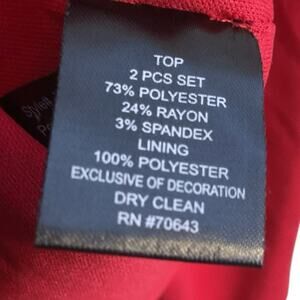 TOP
2 PCS SET
73% POLYESTER
24% RAYON
3% SPANDEX
LINING
100% POLYESTER
EXCLUSIVE OF DECORATION
DRY CLEAN
RN #70643